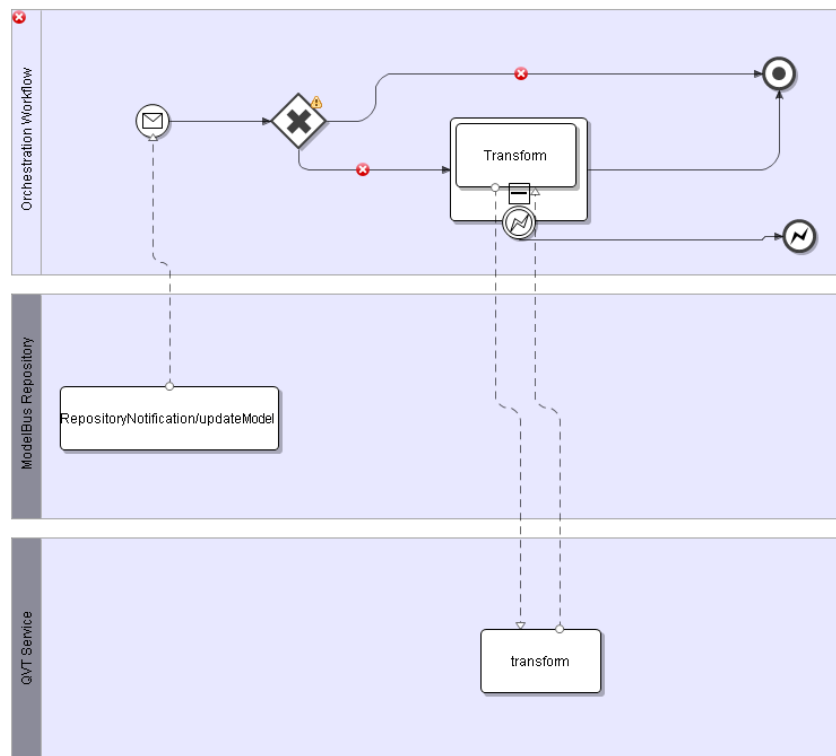 Orchestration Workflow
Transform
ModelBus Repository
RepositoryNotification/updateModel
QVT Service
transform